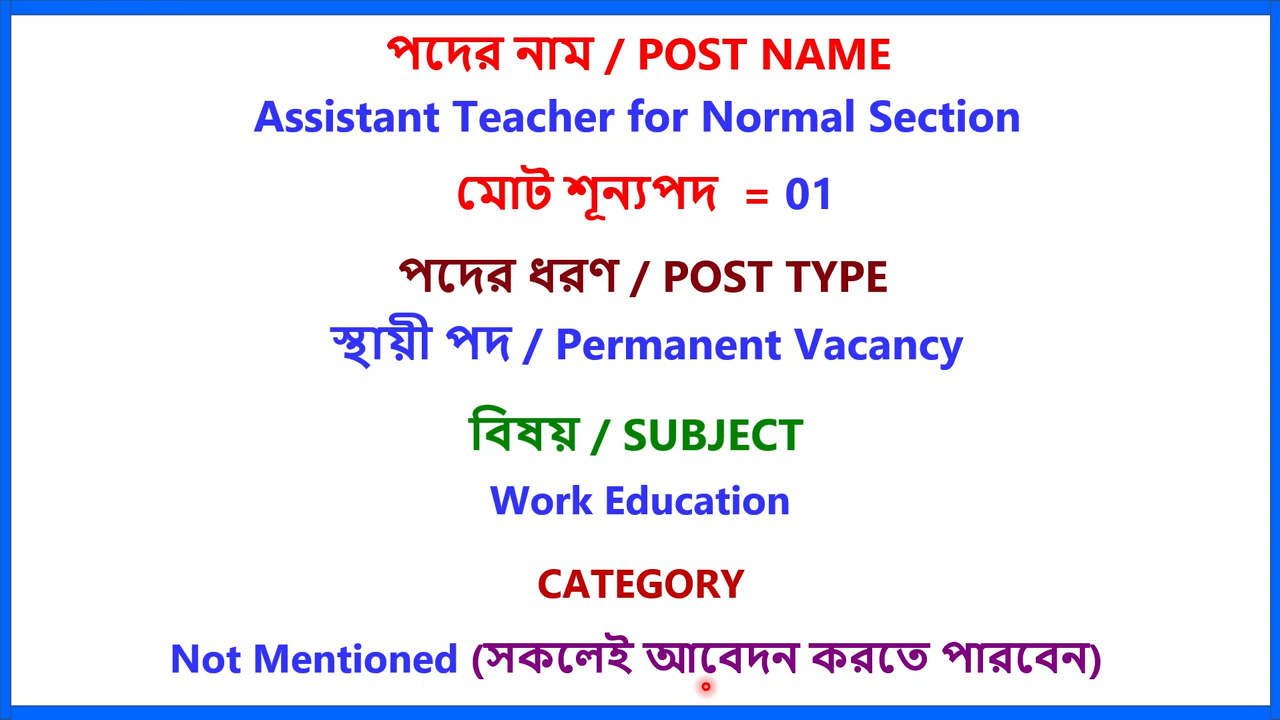 পদের নাম / POST NAME
Assistant Teacher for Normal Section
মোট শূন্যপদ = 01
পদের ধরণ / POST TYPE
স্থায়ী পদ / Permanent Vacancy
বিষয় / SUBJECT
Work Education
CATEGORY
Not Mentioned (সকলেই আবেদন করতে পারবেন)